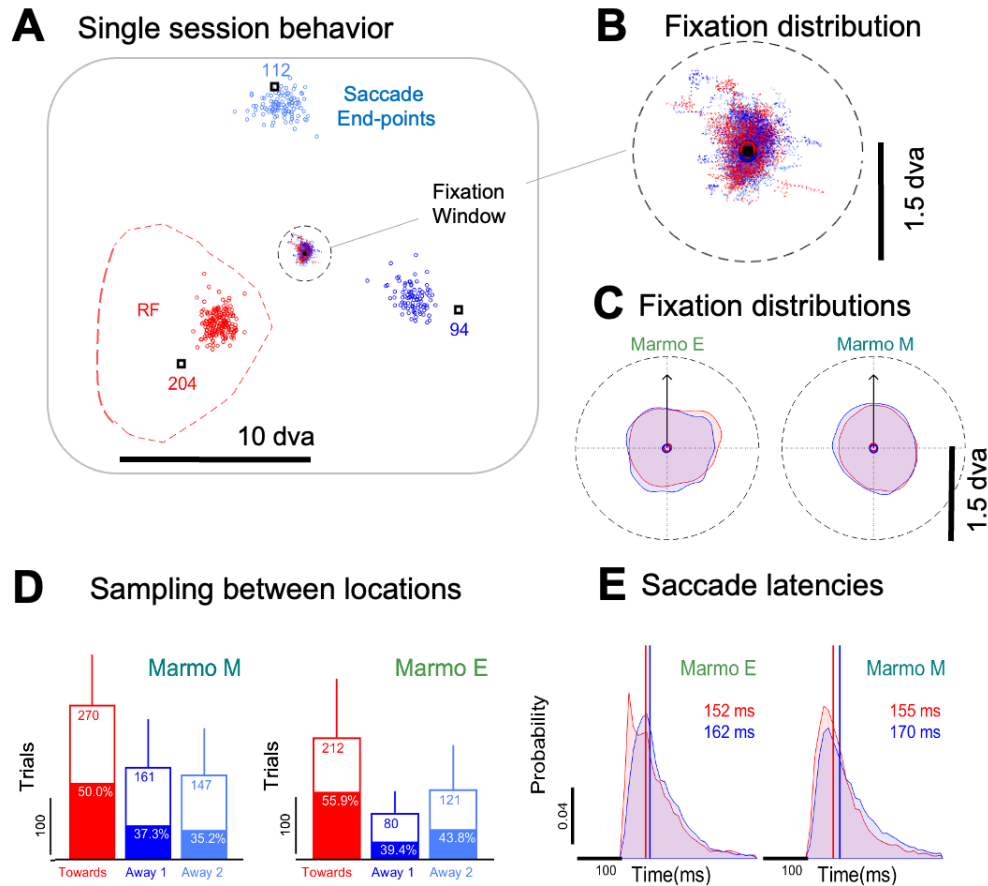 A Single session behavior
112
Saccade
End-points
Fixation
Window
RF
204
94
10 dva
B Fixation distribution
1.5 dva
C Fixation distributions
Marmo E
Marmo M
1.5 dva
D Sampling between locations
Marmo M
Trials
100
270
50.0%
161
37.3%
147
35.2%
Towards
Away 1
Away 2
Marmo E
Trials
100
212
55.9%
80
39.4%
121
43.8%
Towards
Away 1
Away 2
E Saccade latencies
Probability
0.04
Marmo E
152 ms
162 ms
100
Time(ms)
Marmo M
155 ms
170 ms
100
Time(ms)